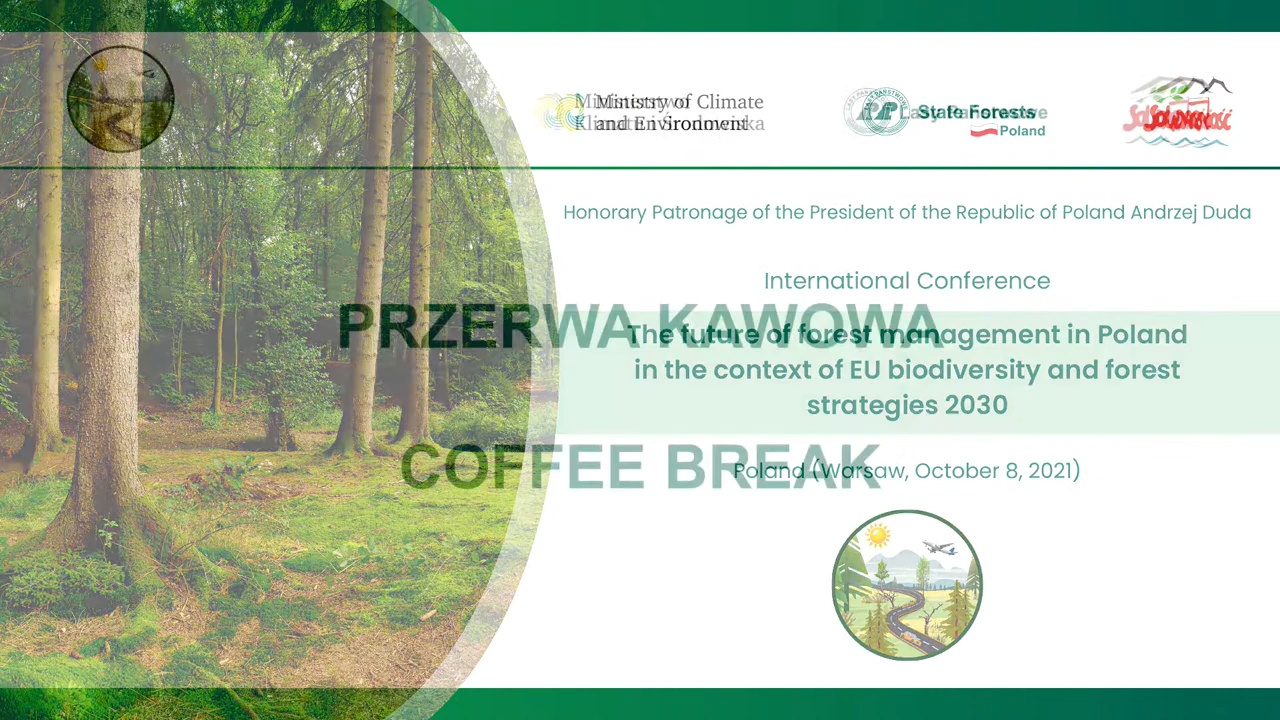 Ministry of Climate
and Environment
State Forests
Poland
Solidarność
Honorary Patronage of the President of the Republic of Poland Andrzej Duda
International Conference
PRZERWA KAWOWA
The future of forest management in Poland
in the context of EU biodiversity and forest
strategies 2030
COFFEE BREAK
Poland (Warsaw, October 8, 2021)